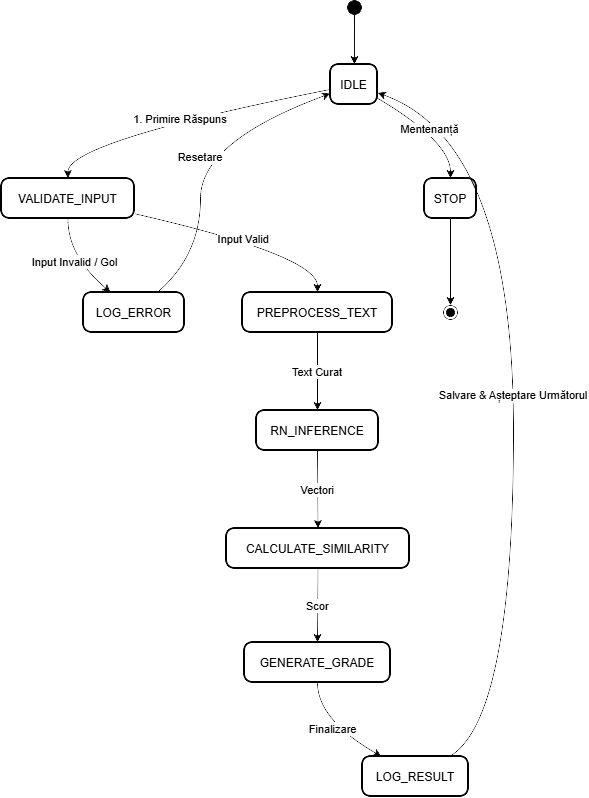 IDLE
1. Primire Răspuns
Mentenanță
Resetare
VALIDATE_INPUT
STOP
Input Valid
Input Invalid / Gol
LOG_ERROR
PREPROCESS_TEXT
Text Curat
Salvare & Așteptare Următorul
RN_INFERENCE
Vectori
CALCULATE_SIMILARITY
Scor
GENERATE_GRADE
Finalizare
LOG_RESULT